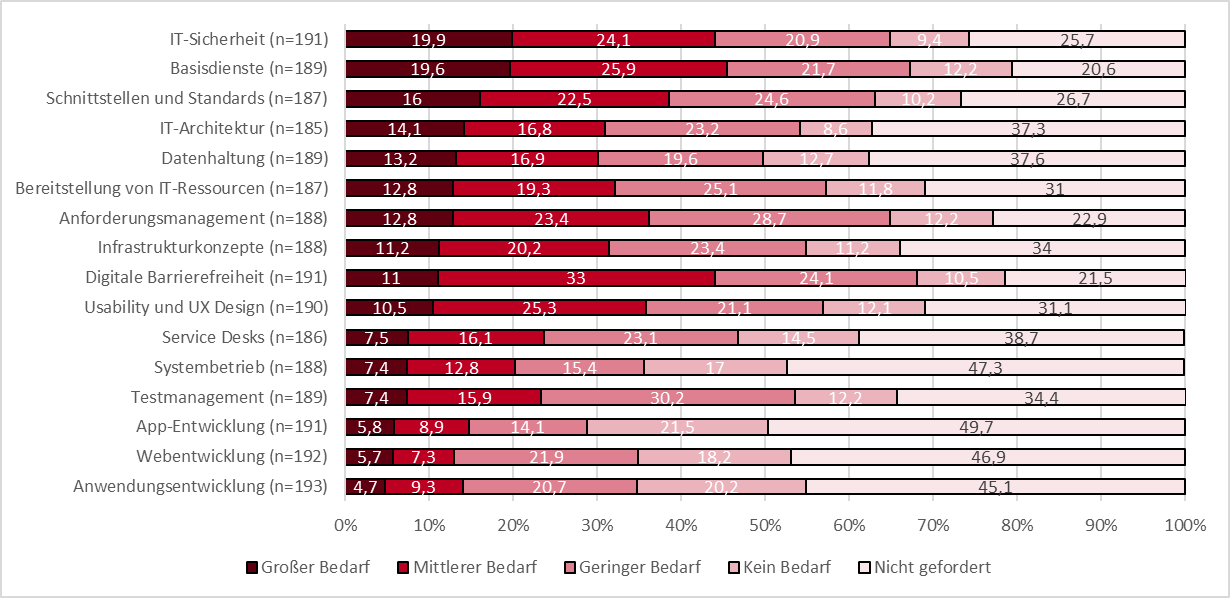 IT-Sicherheit (n=191) 19,9 24,1 20,9 9,4 25,7
Basisdienste (n=189) 19,6 25,9 21,7 12,2 20,6
Schnittstellen und Standards (n=187) 16 22,5 24,6 10,2 26,7
IT-Architektur (n=185) 14,1 16,8 23,2 8,6 37,3
Datenhaltung (n=189) 13,2 16,9 19,6 12,7 37,6
Bereitstellung von IT-Ressourcen (n=187) 12,8 19,3 25,1 11,8 31
Anforderungsmanagement (n=188) 12,8 23,4 28,7 12,2 22,9
Infrastrukturkonzepte (n=188) 11,2 20,2 23,4 11,2 34
Digitale Barrierefreiheit (n=191) 11 33 24,1 10,5 21,5
Usability und UX Design (n=190) 10,5 25,3 21,1 12,1 31,1
Service Desks (n=186) 7,5 16,1 23,1 14,5 38,7
Systembetrieb (n=188) 7,4 12,8 15,4 17 47,3
Testmanagement (n=189) 7,4 15,9 30,2 12,2 34,4
App-Entwicklung (n=191) 5,8 8,9 14,1 21,5 49,7
Webentwicklung (n=192) 5,7 7,3 21,9 18,2 46,9
Anwendungsentwicklung (n=193) 4,7 9,3 20,7 20,2 45,1
0% 10% 20% 30% 40% 50% 60% 70% 80% 90% 100%
Großer Bedarf Mittlerer Bedarf Geringer Bedarf Kein Bedarf Nicht gefordert